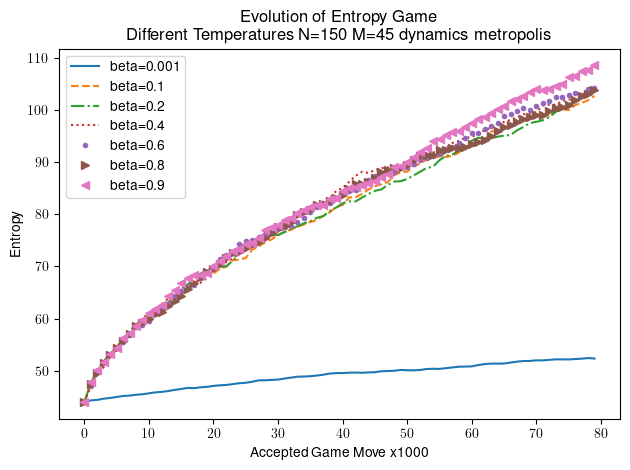 Evolution of Entropy Game
Different Temperatures N=150 M=45 dynamics metropolis
110
100
90
80
70
60
50
Entropy
beta=0.001
beta=0.1
beta=0.2
beta=0.4
beta=0.6
beta=0.8
beta=0.9
0 10 20 30 40 50 60 70 80
Accepted Game Move x1000